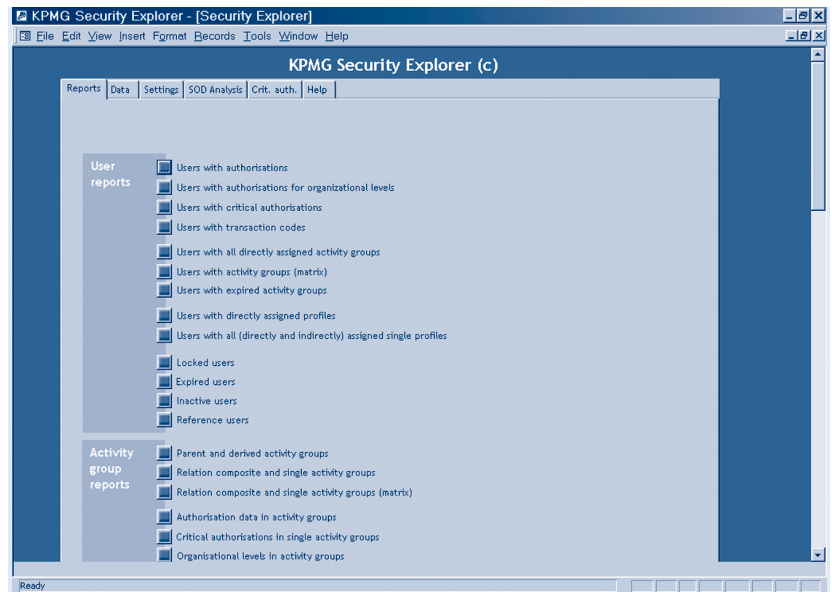 KPMG Security Explorer - [Security Explorer]
File Edit View Insert Format Records Tools Window Help
KPMG Security Explorer (c)
Reports Data Settings SOD Analysis Crit. auth. Help
User
reports
Users with authorisations
Users with authorisations for organizational levels
Users with critical authorisations
Users with transaction codes
Users with all directly assigned activity groups
Users with activity groups (matrix)
Users with expired activity groups
Users with directly assigned profiles
Users with all (directly and indirectly) assigned single profiles
Locked users
Expired users
Inactive users
Reference users
Activity
group
reports
Parent and derived activity groups
Relation composite and single activity groups
Relation composite and single activity groups (matrix)
Authorisation data in activity groups
Critical authorisations in single activity groups
Organisational levels in activity groups
Ready